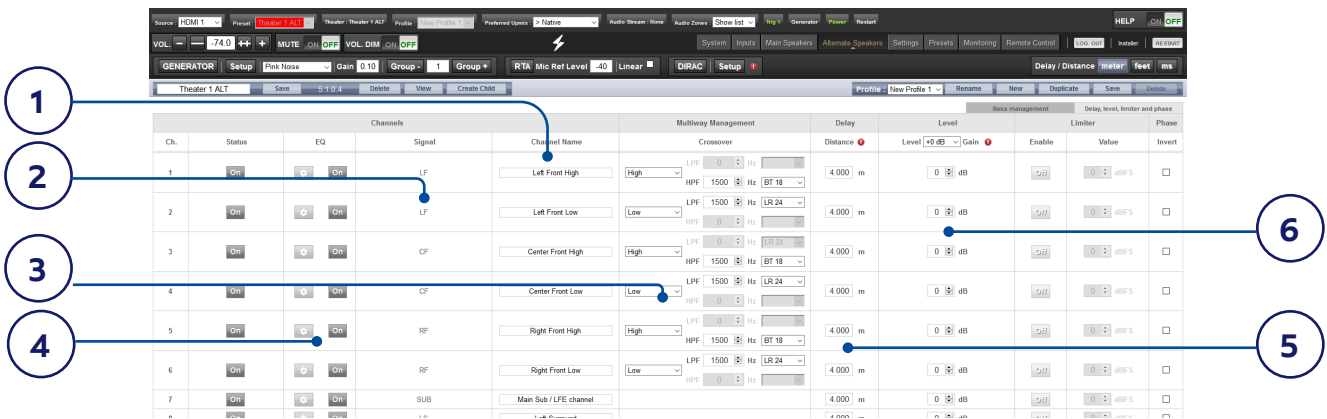 Source : HDMI 1 Preset : Theater 1 ALT Theater : Theater 1 ALT Profile : New Profile 1 Preferred Upmix : > Native Audio Stream : None Audio Zones : Show list Trig 1 Generator Power Restart HELP ON OFF
VOL. -74.0 ++ + MUTE ON OFF VOL. DIM ON OFF System Inputs Main Speakers Alternate Speakers Settings Presets Monitoring Remote Control LOG OUT Installer RESTART
GENERATOR Setup Pink Noise Gain 0.10 Group - 1 Group + RTA Mic Ref Level -40 Linear DIRAC Setup Delay / Distance meter feet ms
Theater 1 ALT Save 5.1.0.4 Delete View Create Child Profile : New Profile 1 Rename New Duplicate Save Delete
Bass management Delay, level, limiter and phase
Channels Multiway Management Delay Level Limiter Phase
Ch. Status EQ Signal Channel Name Crossover Distance Level +0 dB Gain Enable Value Invert
LPF 0 Hz
1 On On LF Left Front High High 4.000 m 0 dB Off 0 dBFS
HPF 1500 Hz BT 18
LPF 1500 Hz LR 24
2 On On LF Left Front Low Low 4.000 m 0 dB Off 0 dBFS
HPF 0 Hz
LPF 0 Hz LR 24
3 On On CF Center Front High High 4.000 m 0 dB Off 0 dBFS
HPF 1500 Hz BT 18
LPF 1500 Hz LR 24
4 On On CF Center Front Low Low 4.000 m 0 dB Off 0 dBFS
HPF 0 Hz
LPF 0 Hz
5 On On RF Right Front High High 4.000 m 0 dB Off 0 dBFS
HPF 1500 Hz BT 18
LPF 1500 Hz LR 24
6 On On RF Right Front Low Low 4.000 m 0 dB Off 0 dBFS
HPF 0 Hz
7 On On SUB Main Sub / LFE channel 4.000 m 0 dB Off 0 dBFS
8 On On LS Left Surround 4.000 m 0 dB Off 0 dBFS
1
2
3
4
5
6